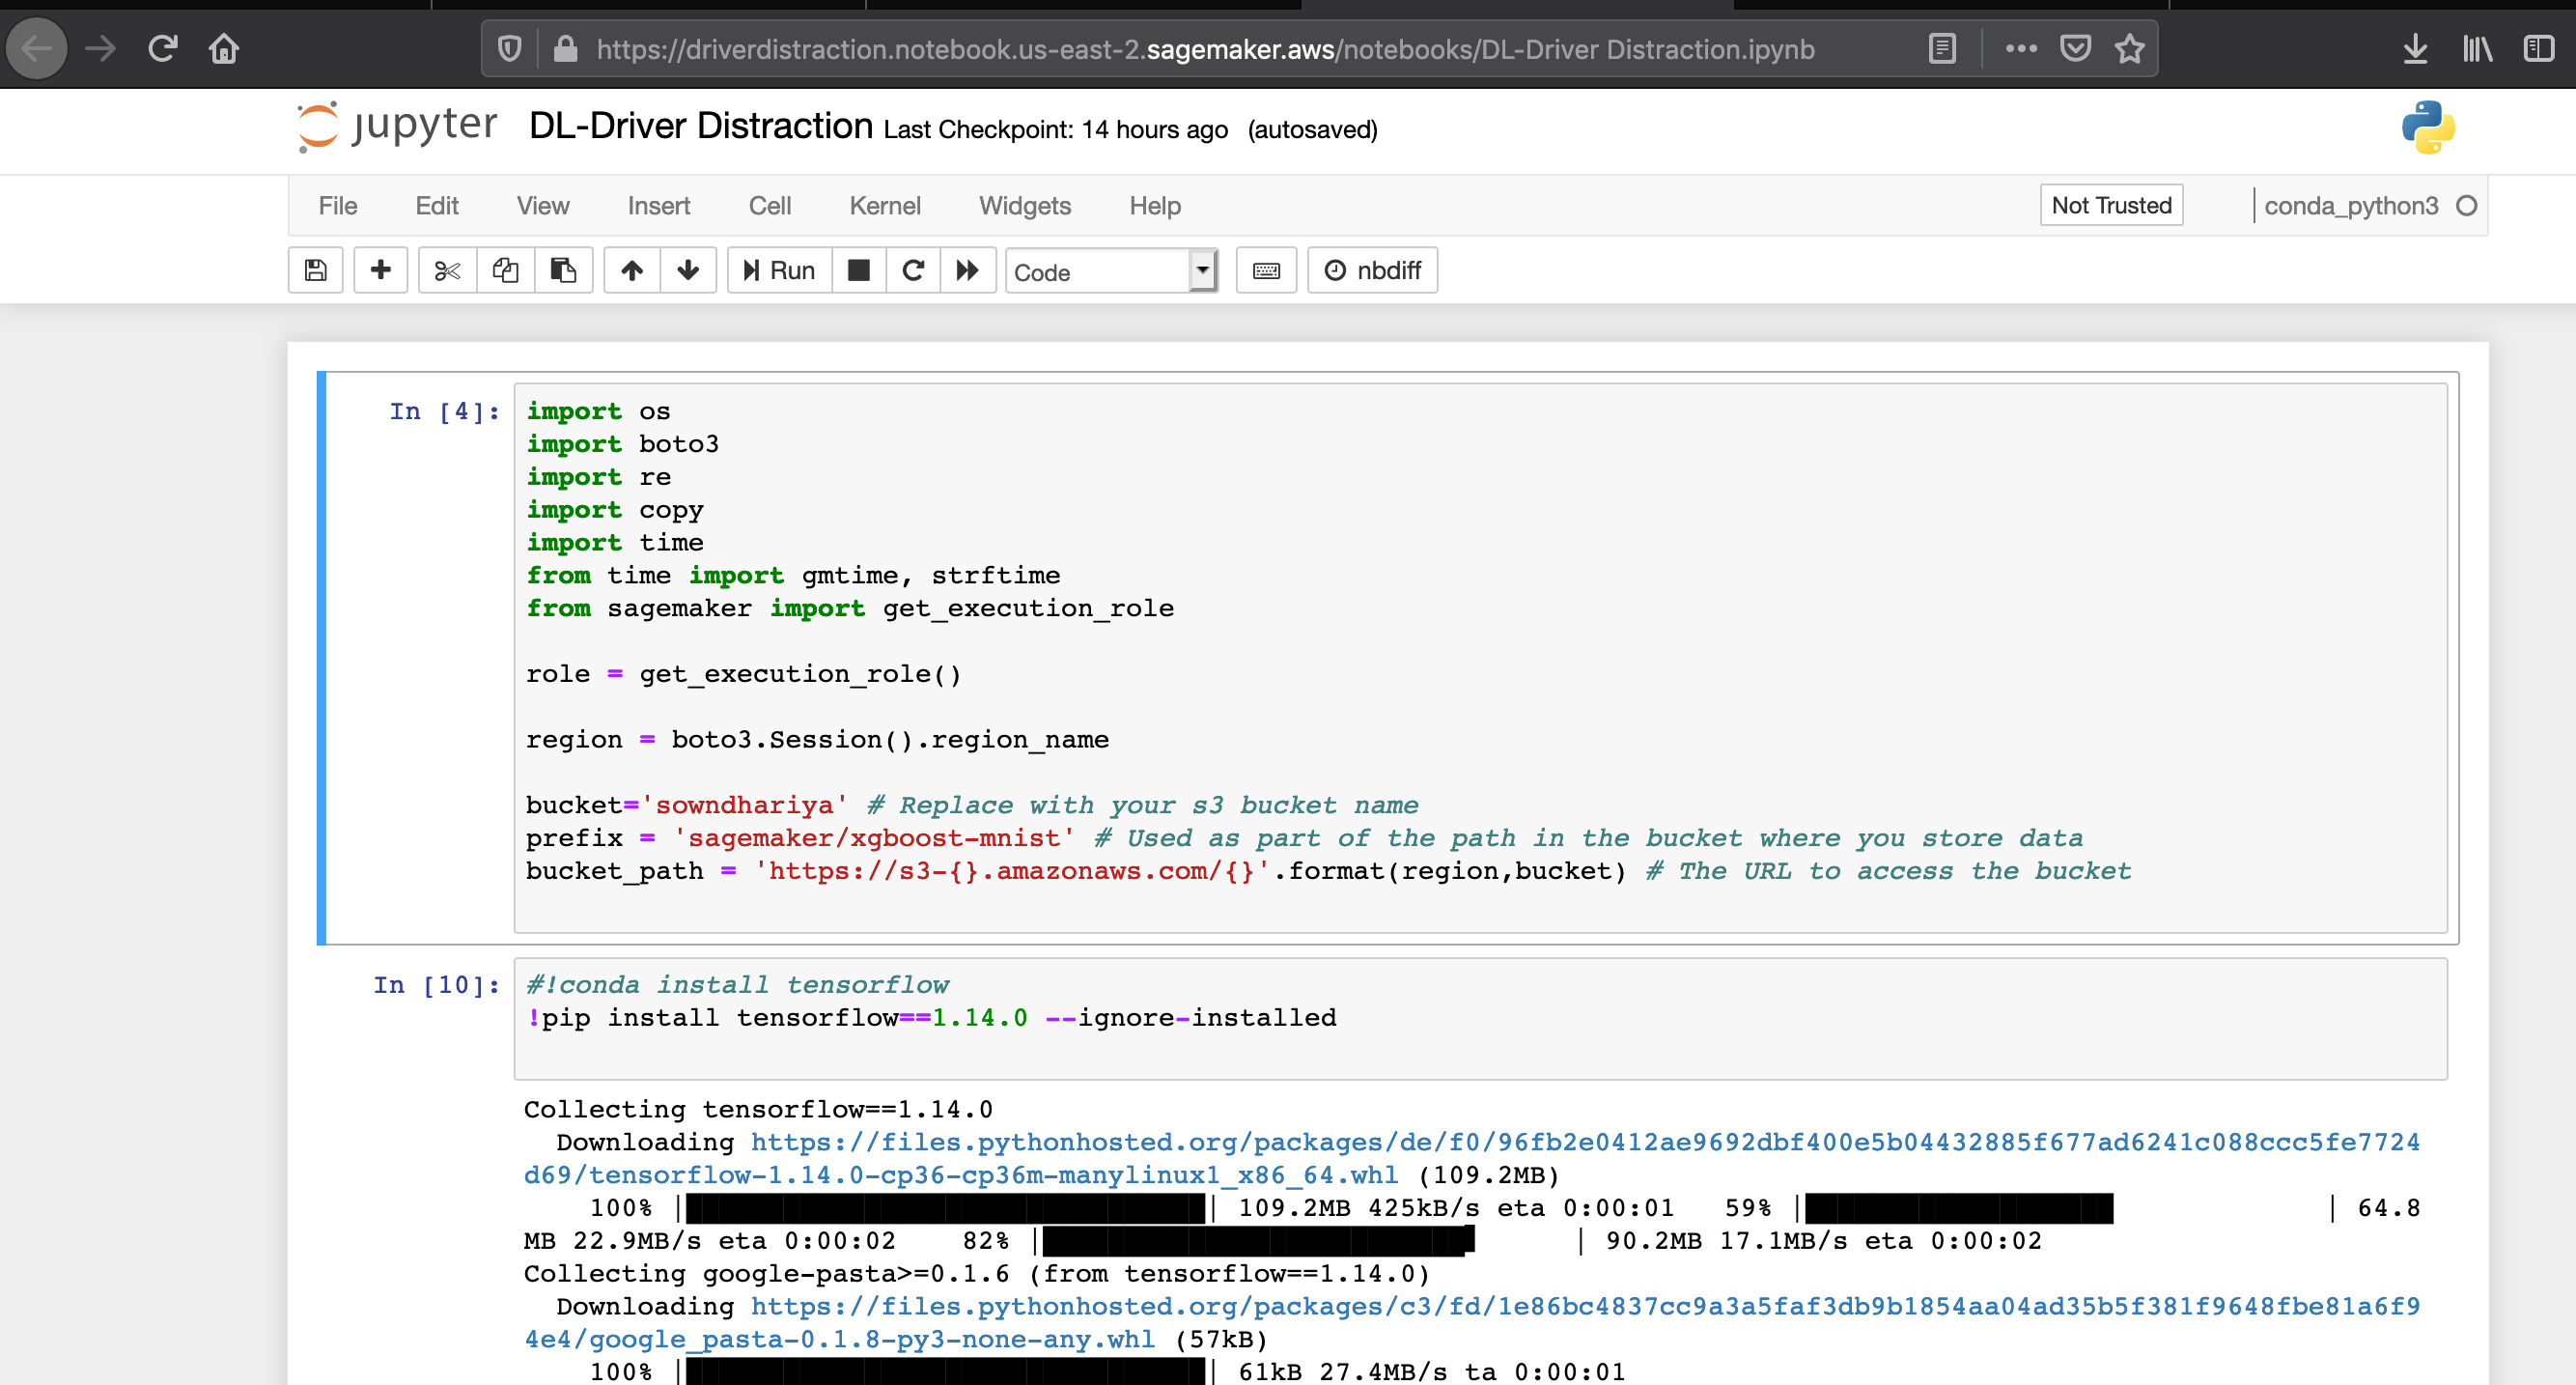 https://driverdistraction.notebook.us-east-2.sagemaker.aws/notebooks/DL-Driver Distraction.ipynb
jupyter DL-Driver Distraction Last Checkpoint: 14 hours ago (autosaved)
File Edit View Insert Cell Kernel Widgets Help Not Trusted conda_python3
Run Code nbdiff
In [4]: import os
import boto3
import re
import copy
import time
from time import gmtime, strftime
from sagemaker import get_execution_role
role = get_execution_role()
region = boto3.Session().region_name
bucket='sowndhariya' # Replace with your s3 bucket name
prefix = 'sagemaker/xgboost-mnist' # Used as part of the path in the bucket where you store data
bucket_path = 'https://s3-{}.amazonaws.com/{}'.format(region,bucket) # The URL to access the bucket
In [10]: #!conda install tensorflow
!pip install tensorflow==1.14.0 --ignore-installed
Collecting tensorflow==1.14.0
Downloading https://files.pythonhosted.org/packages/de/f0/96fb2e0412ae9692dbf400e5b04432885f677ad6241c088ccc5fe7724
d69/tensorflow-1.14.0-cp36-cp36m-manylinux1_x86_64.whl (109.2MB)
100% |████████████████████████████████| 109.2MB 425kB/s eta 0:00:01 59% |███████████████████ | 64.8
MB 22.9MB/s eta 0:00:02 82% |██████████████████████████▌ | 90.2MB 17.1MB/s eta 0:00:02
Collecting google-pasta>=0.1.6 (from tensorflow==1.14.0)
Downloading https://files.pythonhosted.org/packages/c3/fd/1e86bc4837cc9a3a5faf3db9b1854aa04ad35b5f381f9648fbe81a6f9
4e4/google_pasta-0.1.8-py3-none-any.whl (57kB)
100% |████████████████████████████████| 61kB 27.4MB/s ta 0:00:01